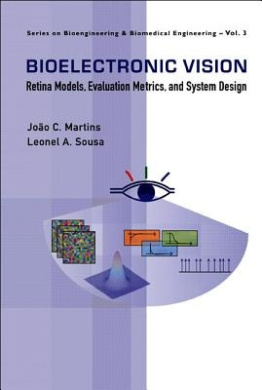 Series on Bioengineering & Biomedical Engineering – Vol. 3
BIOELECTRONIC VISION
Retina Models, Evaluation Metrics, and System Design
João C. Martins
Leonel A. Sousa